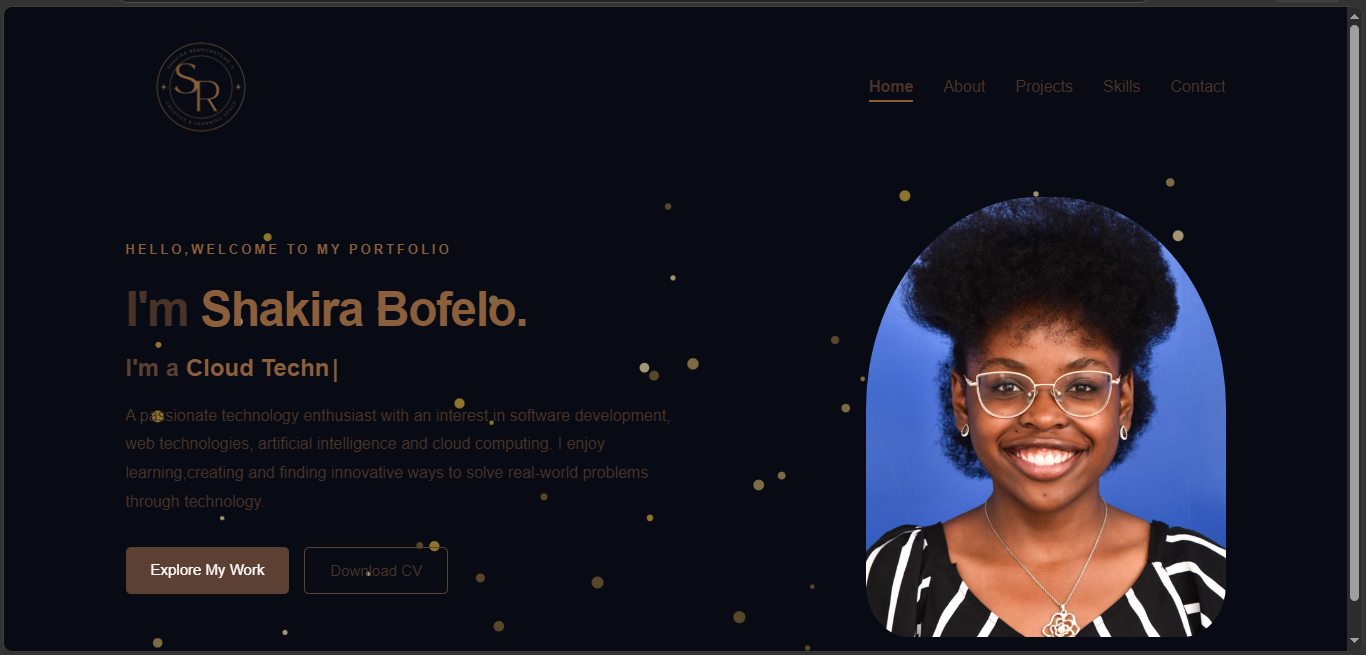 SR
Home About Projects Skills Contact
HELLO,WELCOME TO MY PORTFOLIO
I'm Shakira Bofelo.
I'm a Cloud Techn|
A passionate technology enthusiast with an interest in software development,
web technologies, artificial intelligence and cloud computing. I enjoy
learning,creating and finding innovative ways to solve real-world problems
through technology.
Explore My Work
Download CV